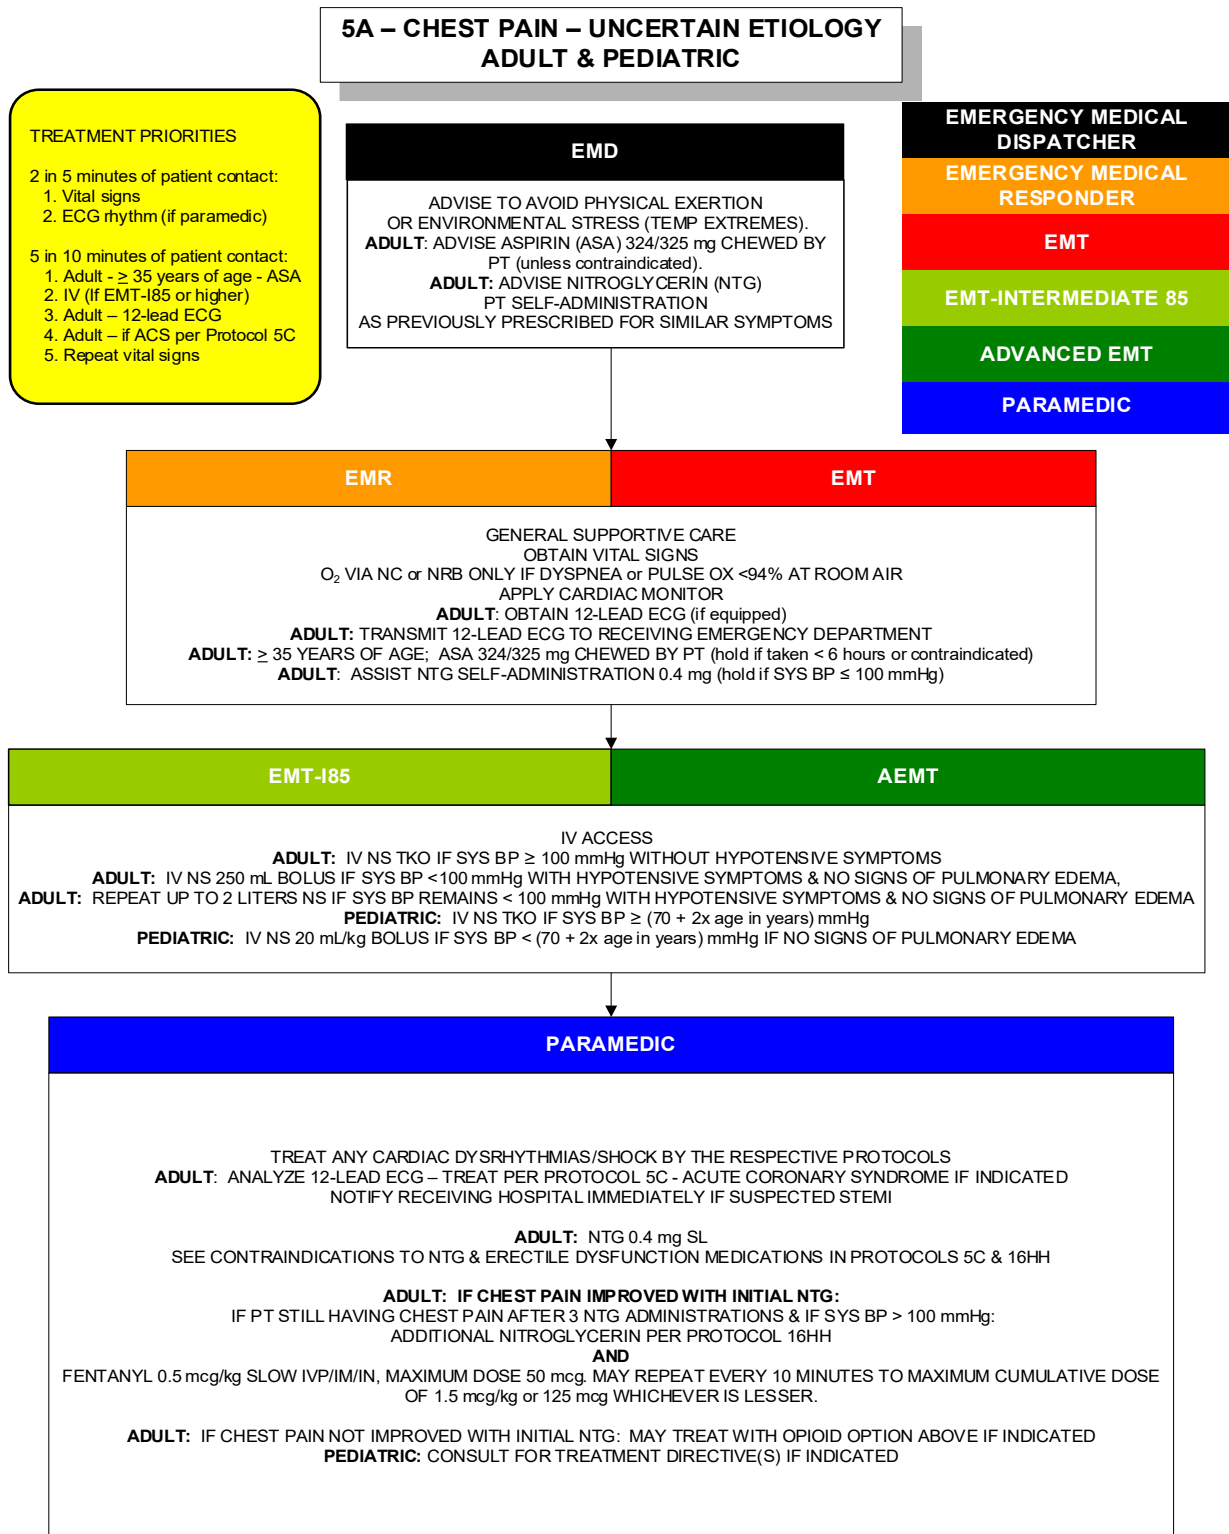 5A – CHEST PAIN – UNCERTAIN ETIOLOGY
ADULT & PEDIATRIC
TREATMENT PRIORITIES
2 in 5 minutes of patient contact:
1. Vital signs
2. ECG rhythm (if paramedic)
5 in 10 minutes of patient contact:
1. Adult - ≥ 35 years of age - ASA
2. IV (If EMT-I85 or higher)
3. Adult – 12-lead ECG
4. Adult – if ACS per Protocol 5C
5. Repeat vital signs
EMD
ADVISE TO AVOID PHYSICAL EXERTION
OR ENVIRONMENTAL STRESS (TEMP EXTREMES).
ADULT: ADVISE ASPIRIN (ASA) 324/325 mg CHEWED BY
PT (unless contraindicated).
ADULT: ADVISE NITROGLYCERIN (NTG)
PT SELF-ADMINISTRATION
AS PREVIOUSLY PRESCRIBED FOR SIMILAR SYMPTOMS
EMERGENCY MEDICAL
DISPATCHER
EMERGENCY MEDICAL
RESPONDER
EMT
EMT-INTERMEDIATE 85
ADVANCED EMT
PARAMEDIC
EMR
EMT
GENERAL SUPPORTIVE CARE
OBTAIN VITAL SIGNS
O₂ VIA NC or NRB ONLY IF DYSPNEA or PULSE OX <94% AT ROOM AIR
APPLY CARDIAC MONITOR
ADULT: OBTAIN 12-LEAD ECG (if equipped)
ADULT: TRANSMIT 12-LEAD ECG TO RECEIVING EMERGENCY DEPARTMENT
ADULT: ≥ 35 YEARS OF AGE; ASA 324/325 mg CHEWED BY PT (hold if taken < 6 hours or contraindicated)
ADULT: ASSIST NTG SELF-ADMINISTRATION 0.4 mg (hold if SYS BP ≤ 100 mmHg)
EMT-I85
AEMT
IV ACCESS
ADULT: IV NS TKO IF SYS BP ≥ 100 mmHg WITHOUT HYPOTENSIVE SYMPTOMS
ADULT: IV NS 250 mL BOLUS IF SYS BP <100 mmHg WITH HYPOTENSIVE SYMPTOMS & NO SIGNS OF PULMONARY EDEMA,
ADULT: REPEAT UP TO 2 LITERS NS IF SYS BP REMAINS < 100 mmHg WITH HYPOTENSIVE SYMPTOMS & NO SIGNS OF PULMONARY EDEMA
PEDIATRIC: IV NS TKO IF SYS BP ≥ (70 + 2x age in years) mmHg
PEDIATRIC: IV NS 20 mL/kg BOLUS IF SYS BP < (70 + 2x age in years) mmHg IF NO SIGNS OF PULMONARY EDEMA
PARAMEDIC
TREAT ANY CARDIAC DYSRHYTHMIAS/SHOCK BY THE RESPECTIVE PROTOCOLS
ADULT: ANALYZE 12-LEAD ECG – TREAT PER PROTOCOL 5C - ACUTE CORONARY SYNDROME IF INDICATED
NOTIFY RECEIVING HOSPITAL IMMEDIATELY IF SUSPECTED STEMI
ADULT: NTG 0.4 mg SL
SEE CONTRAINDICATIONS TO NTG & ERECTILE DYSFUNCTION MEDICATIONS IN PROTOCOLS 5C & 16HH
ADULT: IF CHEST PAIN IMPROVED WITH INITIAL NTG:
IF PT STILL HAVING CHEST PAIN AFTER 3 NTG ADMINISTRATIONS & IF SYS BP > 100 mmHg:
ADDITIONAL NITROGLYCERIN PER PROTOCOL 16HH
AND
FENTANYL 0.5 mcg/kg SLOW IVP/IM/IN, MAXIMUM DOSE 50 mcg. MAY REPEAT EVERY 10 MINUTES TO MAXIMUM CUMULATIVE DOSE
OF 1.5 mcg/kg or 125 mcg WHICHEVER IS LESSER.
ADULT: IF CHEST PAIN NOT IMPROVED WITH INITIAL NTG: MAY TREAT WITH OPIOID OPTION ABOVE IF INDICATED
PEDIATRIC: CONSULT FOR TREATMENT DIRECTIVE(S) IF INDICATED